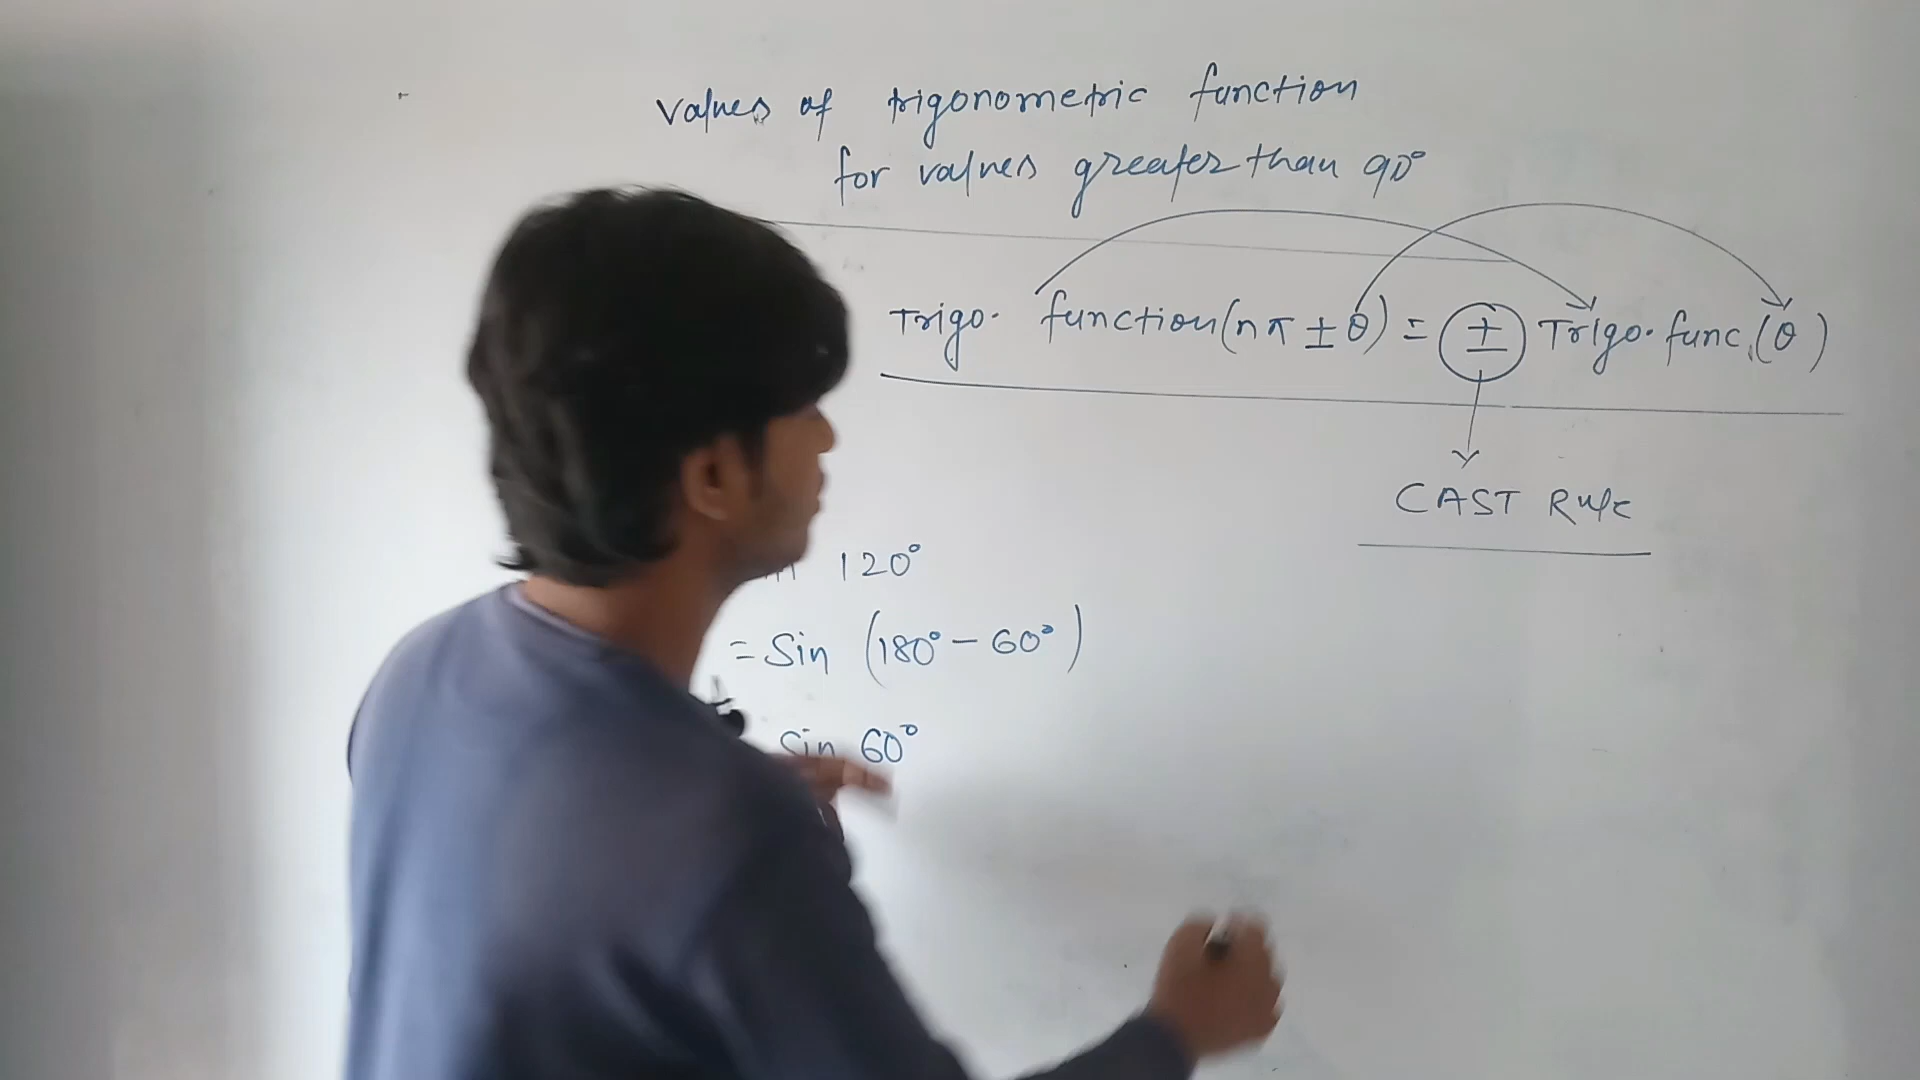 Values of trigonometric function
for values greater than 90°
Trigo. function(nπ ± θ) = ± Trigo. func.(θ)
CAST Rule
120°
= Sin (180° - 60°)
Sin 60°